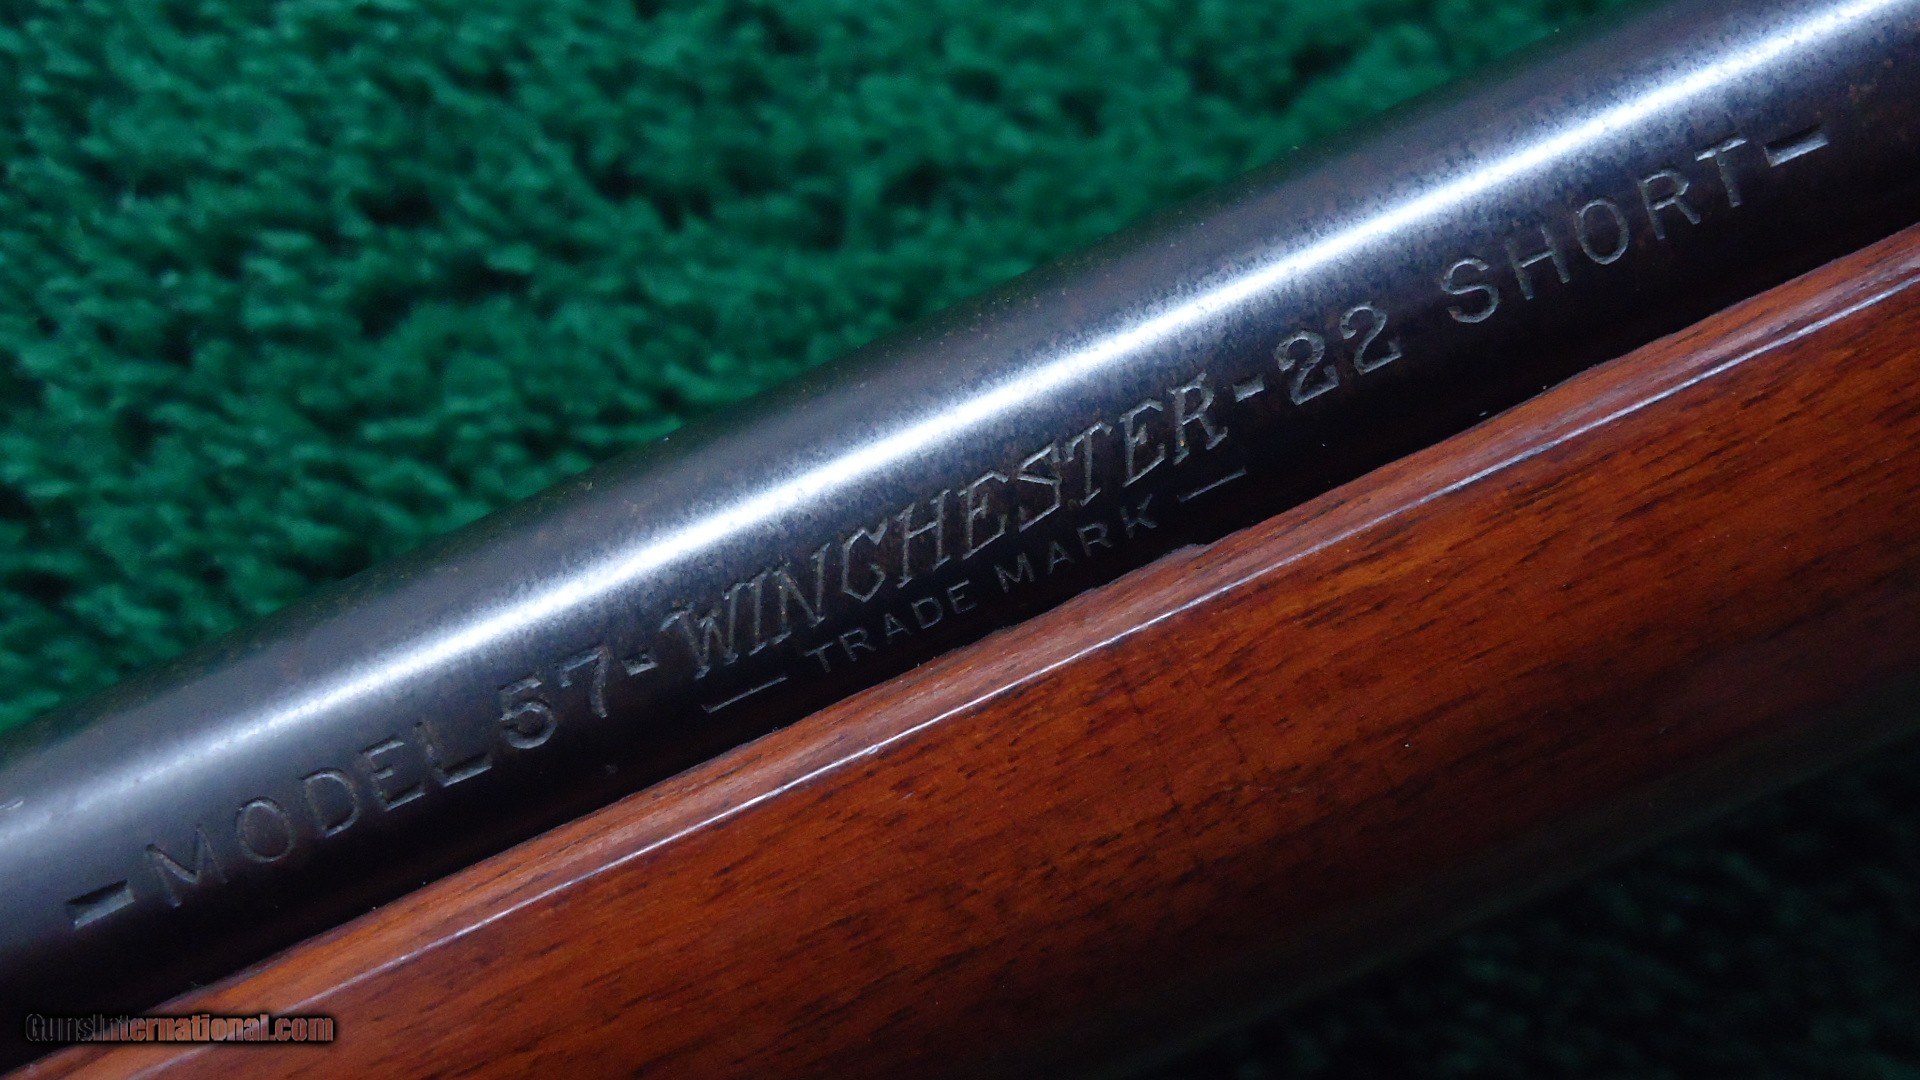 -MODEL 57-WINCHESTER-22 SHORT-
— TRADE MARK —
GunsInternational.com